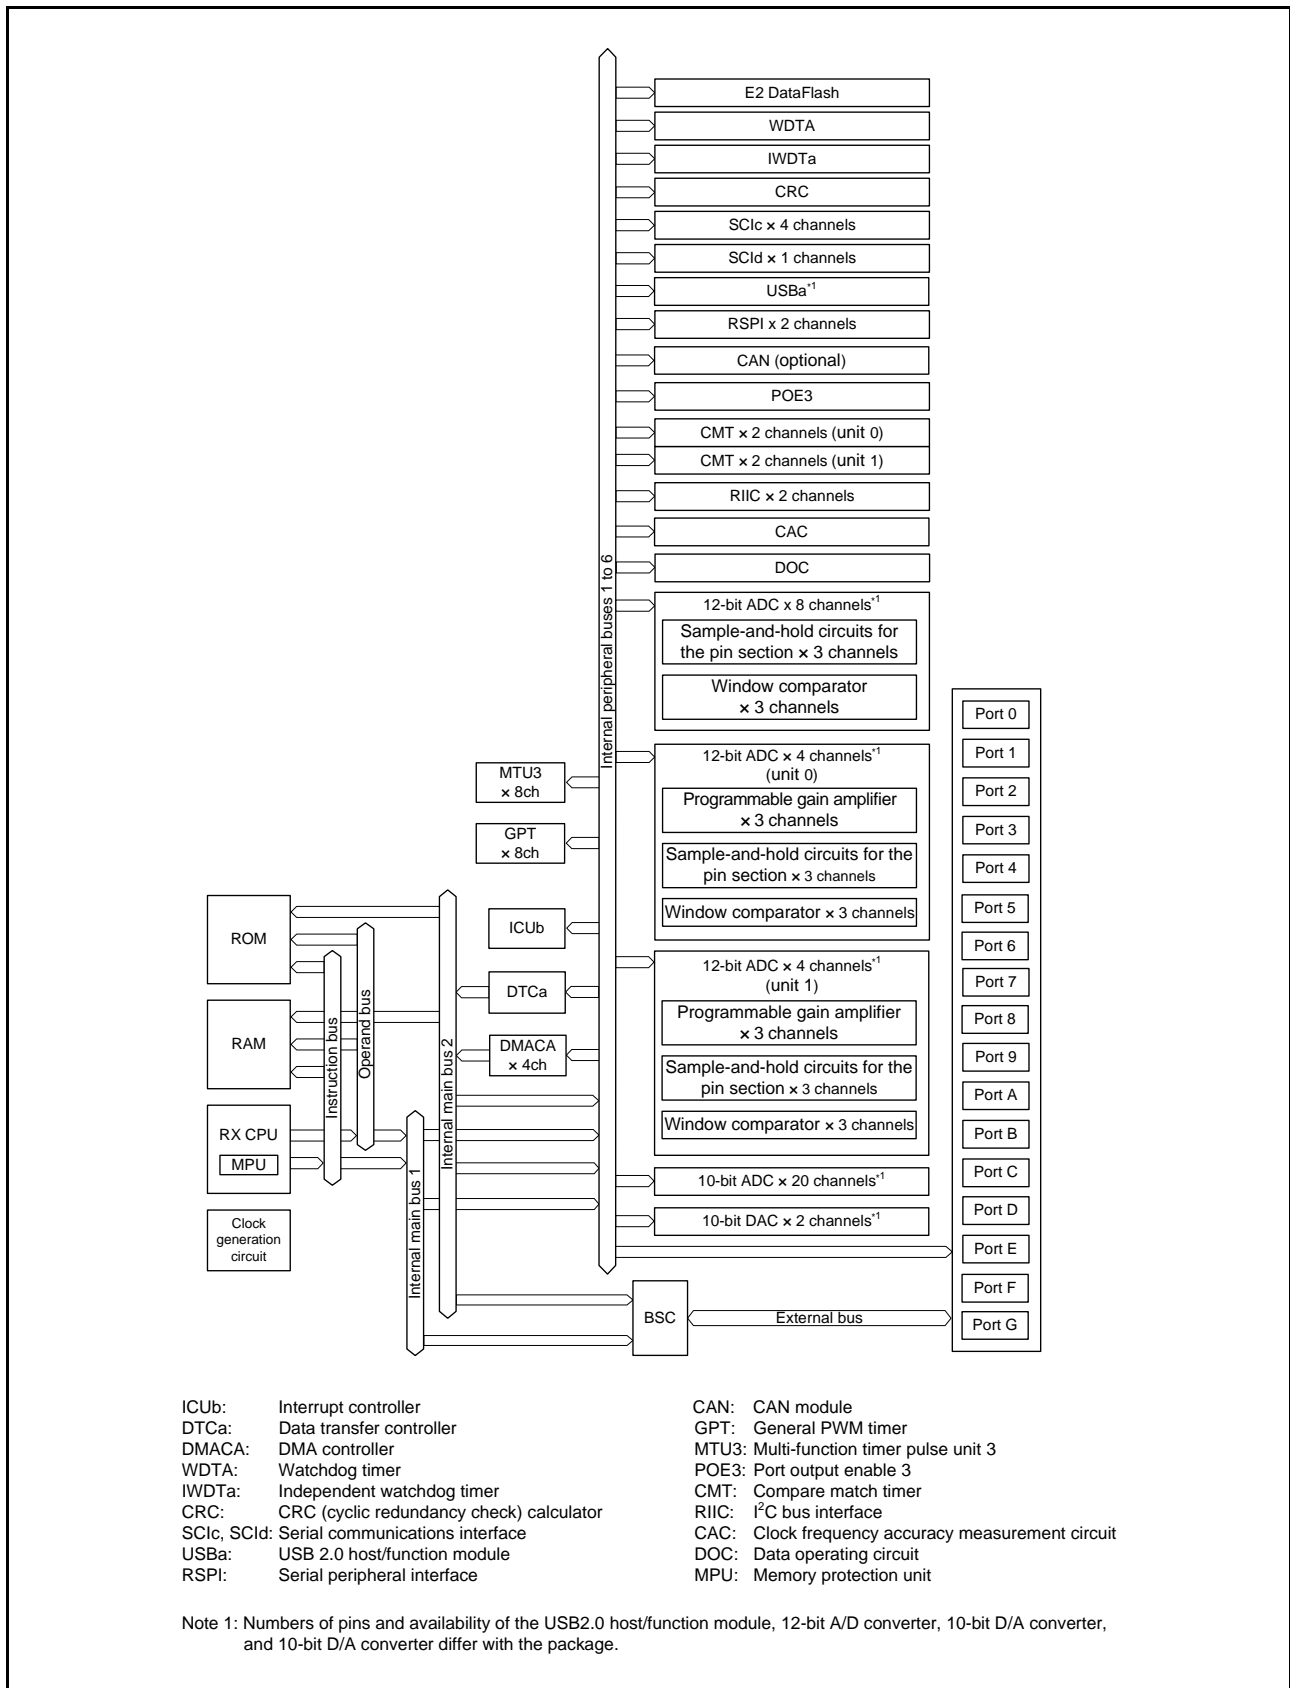 E2 DataFlash
WDTA
IWDTa
CRC
SCIc × 4 channels
SCId × 1 channels
USBa*1
RSPI x 2 channels
CAN (optional)
POE3
CMT × 2 channels (unit 0)
CMT × 2 channels (unit 1)
RIIC × 2 channels
CAC
DOC
Internal peripheral buses 1 to 6
12-bit ADC x 8 channels*1
Sample-and-hold circuits for
the pin section × 3 channels
Window comparator
× 3 channels
12-bit ADC × 4 channels*1
(unit 0)
Programmable gain amplifier
× 3 channels
Sample-and-hold circuits for the
pin section × 3 channels
Window comparator × 3 channels
12-bit ADC × 4 channels*1
(unit 1)
Programmable gain amplifier
× 3 channels
Sample-and-hold circuits for the
pin section × 3 channels
Window comparator × 3 channels
10-bit ADC × 20 channels*1
10-bit DAC × 2 channels*1
Port 0
Port 1
Port 2
Port 3
Port 4
Port 5
Port 6
Port 7
Port 8
Port 9
Port A
Port B
Port C
Port D
Port E
Port F
Port G
MTU3
× 8ch
GPT
× 8ch
ICUb
DTCa
DMACA
× 4ch
ROM
RAM
RX CPU
MPU
Clock
generation
circuit
Instruction bus
Operand bus
Internal main bus 1
Internal main bus 2
BSC
External bus
ICUb: Interrupt controller
DTCa: Data transfer controller
DMACA: DMA controller
WDTA: Watchdog timer
IWDTa: Independent watchdog timer
CRC: CRC (cyclic redundancy check) calculator
SCIc, SCId: Serial communications interface
USBa: USB 2.0 host/function module
RSPI: Serial peripheral interface
CAN: CAN module
GPT: General PWM timer
MTU3: Multi-function timer pulse unit 3
POE3: Port output enable 3
CMT: Compare match timer
RIIC: I2C bus interface
CAC: Clock frequency accuracy measurement circuit
DOC: Data operating circuit
MPU: Memory protection unit
Note 1: Numbers of pins and availability of the USB2.0 host/function module, 12-bit A/D converter, 10-bit D/A converter,
and 10-bit D/A converter differ with the package.